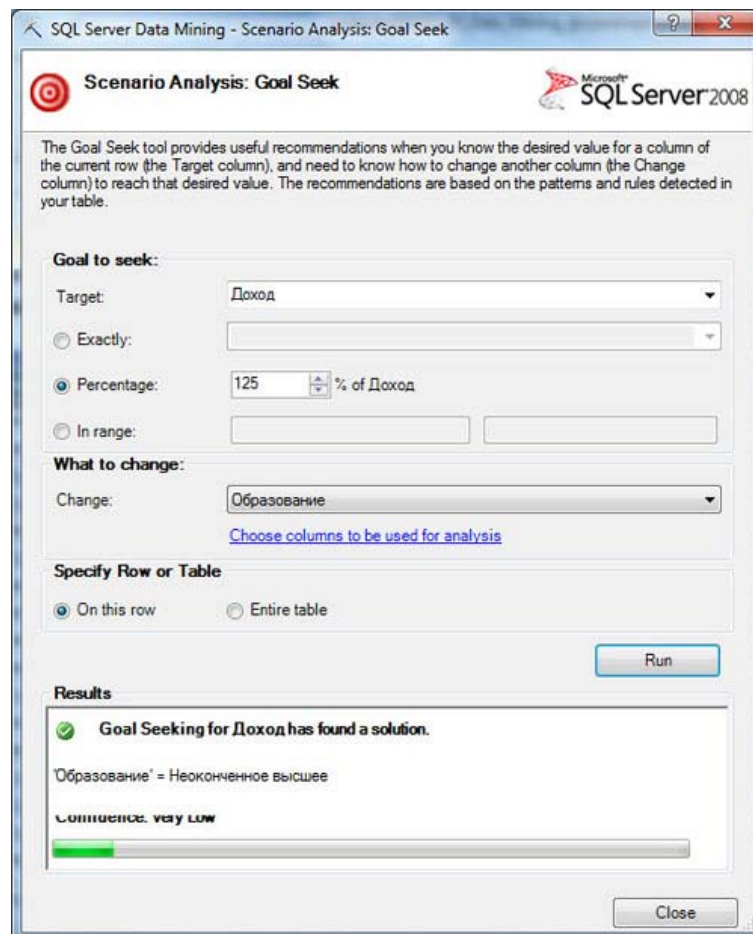 SQL Server Data Mining - Scenario Analysis: Goal Seek
Scenario Analysis: Goal Seek
Microsoft
SQL Server 2008
The Goal Seek tool provides useful recommendations when you know the desired value for a column of
the current row (the Target column), and need to know how to change another column (the Change
column) to reach that desired value. The recommendations are based on the patterns and rules detected in
your table.
Goal to seek:
Target: Доход
Exactly:
Percentage: 125 % of Доход
In range:
What to change:
Change: Образование
Choose columns to be used for analysis
Specify Row or Table
On this row Entire table
Run
Results
Goal Seeking for Доход has found a solution.
'Образование' = Неоконченное высшее
Confidence: Very Low
Close